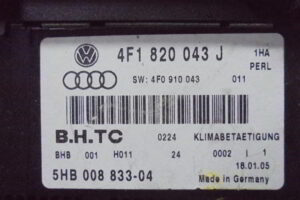 4F1 820 043 J 1HA
SW: 4F0 910 043 011 PERL
B.H.TC 0224 KLIMABETAETIGUNG
BHB 001 H011 24 0002 1 1
5HB 008 833-04 18.01.05
Made in Germany